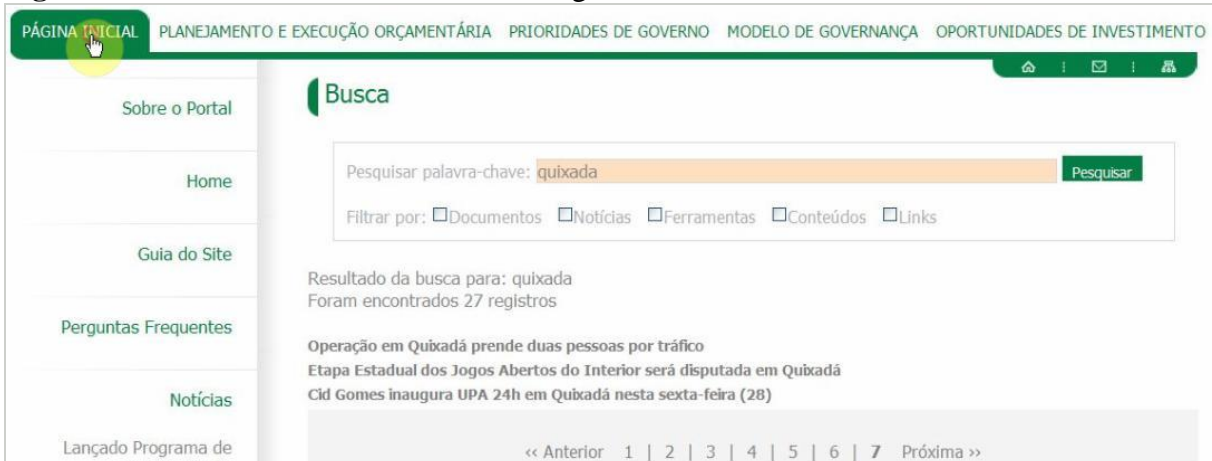 PÁGINA INICIAL PLANEJAMENTO E EXECUÇÃO ORÇAMENTÁRIA PRIORIDADES DE GOVERNO MODELO DE GOVERNANÇA OPORTUNIDADES DE INVESTIMENTO
Sobre o Portal
Home
Guia do Site
Perguntas Frequentes
Notícias
Lançado Programa de
Busca
Pesquisar palavra-chave: quixada Pesquisar
Filtrar por: Documentos Notícias Ferramentas Conteúdos Links
Resultado da busca para: quixada
Foram encontrados 27 registros
Operação em Quixadá prende duas pessoas por tráfico
Etapa Estadual dos Jogos Abertos do Interior será disputada em Quixadá
Cid Gomes inaugura UPA 24h em Quixadá nesta sexta-feira (28)
‹‹ Anterior 1 | 2 | 3 | 4 | 5 | 6 | 7 Próxima ››